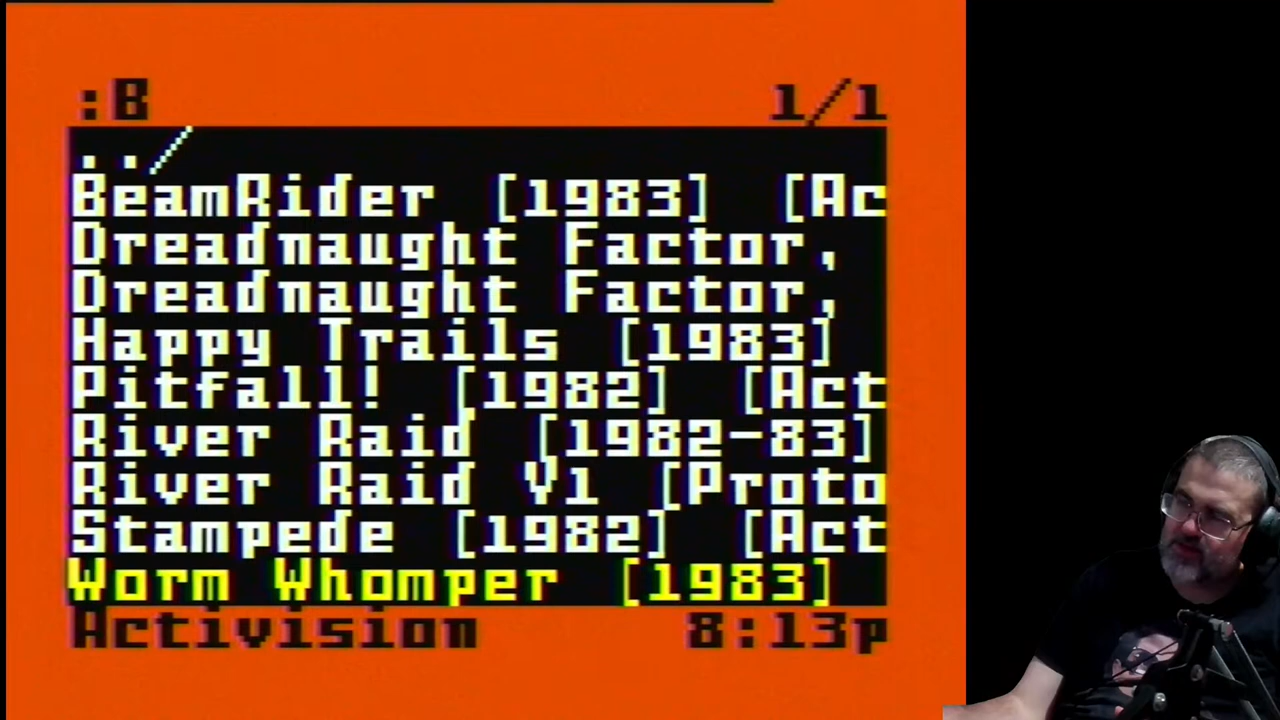 :B 1/1
../
BeamRider [1983] [Ac
Dreadnaught Factor,
Dreadnaught Factor,
Happy Trails [1983]
Pitfall! [1982] [Act
River Raid [1982-83]
River Raid V1 [Proto
Stampede [1982] [Act
Worm Whomper [1983]
Activision 8:13p